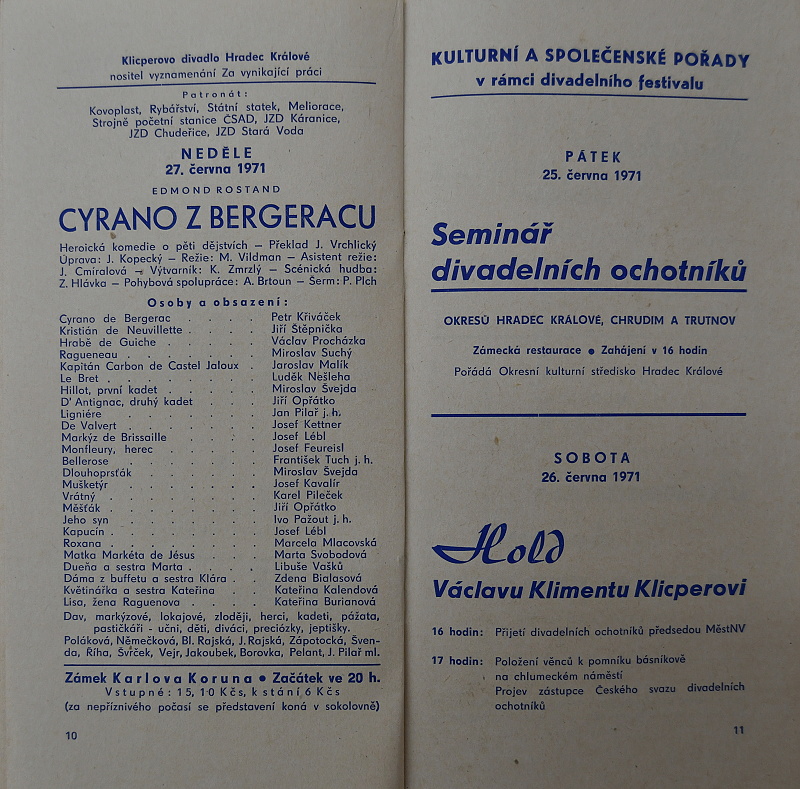 Klicperovo divadlo Hradec Králové
nositel vyznamenání Za vynikající práci
Patronát:
Kovoplast, Rybářství, Státní statek, Meliorace,
Strojně početní stanice ČSAD, JZD Káranice,
JZD Chudeřice, JZD Stará Voda
NEDĚLE
27. června 1971
EDMOND ROSTAND
CYRANO Z BERGERACU
Heroická komedie o pěti dějstvích – Překlad J. Vrchlický
Úprava: J. Kopecký – Režie: M. Vildman – Asistent režie:
J. Cmíralová – Výtvarník: K. Zmrzlý – Scénická hudba:
Z. Hlávka – Pohybová spolupráce: A. Brtoun – Šerm: P. Plch
Osoby a obsazení:
Cyrano de Bergerac . . . . Petr Křiváček
Kristián de Neuvillette . . . . Jiří Štěpnička
Hrabě de Guiche . . . . . Václav Procházka
Ragueneau . . . . . . Miroslav Suchý
Kapitán Carbon de Castel Jaloux . Jaroslav Malík
Le Bret . . . . . . . Luděk Nešleha
Hillot, první kadet . . . . Miroslav Švejda
D' Antignac, druhý kadet . . . Jiří Opřátko
Ligniére . . . . . . Jan Pilař j. h.
De Valvert . . . . . . Josef Kettner
Markýz de Brissaille . . . . Josef Lébl
Monfleury, herec . . . . . Josef Feureisl
Bellerose . . . . . . František Tuch j. h.
Dlouhoprsťák . . . . . Miroslav Švejda
Mušketýr . . . . . . Josef Kavalír
Vrátný . . . . . . . Karel Pileček
Měšťák . . . . . . . Jiří Opřátko
Jeho syn . . . . . . Ivo Pažout j. h.
Kapucín . . . . . . . Josef Lébl
Roxana . . . . . . . Marcela Mlacovská
Matka Markéta de Jésus . . . Marta Svobodová
Dueňa a sestra Marta . . . . Libuše Vašků
Dáma z buffetu a sestra Klára . . Zdena Bialasová
Květinářka a sestra Kateřina . . Kateřina Kalendová
Lisa, žena Raguenova . . . . Kateřina Burianová
Dav, markýzové, lokajové, zloději, herci, kadeti, pážata,
pastičkáři - učni, děti, diváci, preciózky, jeptišky.
Poláková, Němečková, Bl. Rajská, J. Rajská, Zápotocká, Šven-
da, Říha, Švrček, Vejr, Jakoubek, Borovka, Pelant, J. Pilař ml.
Zámek Karlova Koruna ● Začátek ve 20 h.
Vstupné: 15, 10 Kčs, k stání 6 Kčs
(za nepříznivého počasí se představení koná v sokolovně)
10
KULTURNÍ A SPOLEČENSKÉ POŘADY
v rámci divadelního festivalu
PÁTEK
25. června 1971
Seminář
divadelních ochotníků
OKRESŮ HRADEC KRÁLOVÉ, CHRUDIM A TRUTNOV
Zámecká restaurace ● Zahájení v 16 hodin
Pořádá Okresní kulturní středisko Hradec Králové
SOBOTA
26. června 1971
Hold
Václavu Klimentu Klicperovi
16 hodin: Přijetí divadelních ochotníků předsedou MěstNV
17 hodin: Položení věnců k pomníku básníkově
na chlumeckém náměstí
Projev zástupce Českého svazu divadelních
ochotníků
11